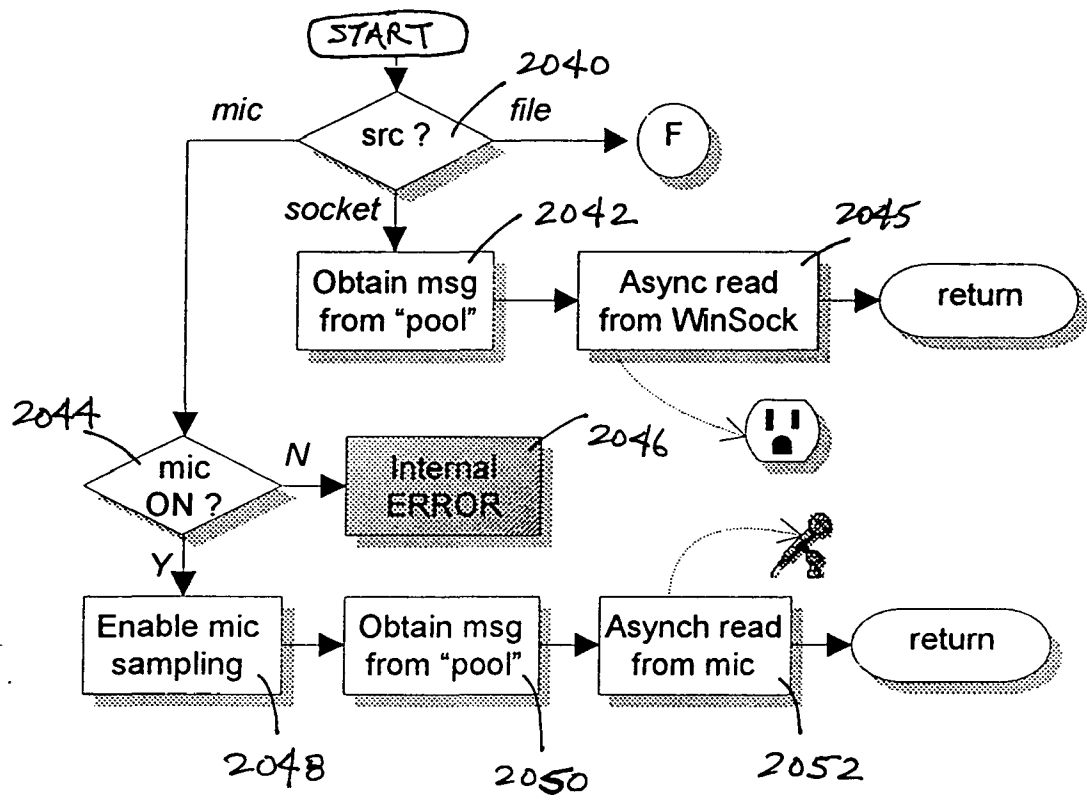 START
2040
mic
file
src ?
F
socket
2042
2045
Obtain msg
from "pool"
Async read
from WinSock
return
2044
2046
mic
ON ?
N
Internal
ERROR
Y
Enable mic
sampling
Obtain msg
from "pool"
Asynch read
from mic
return
2048
2050
2052